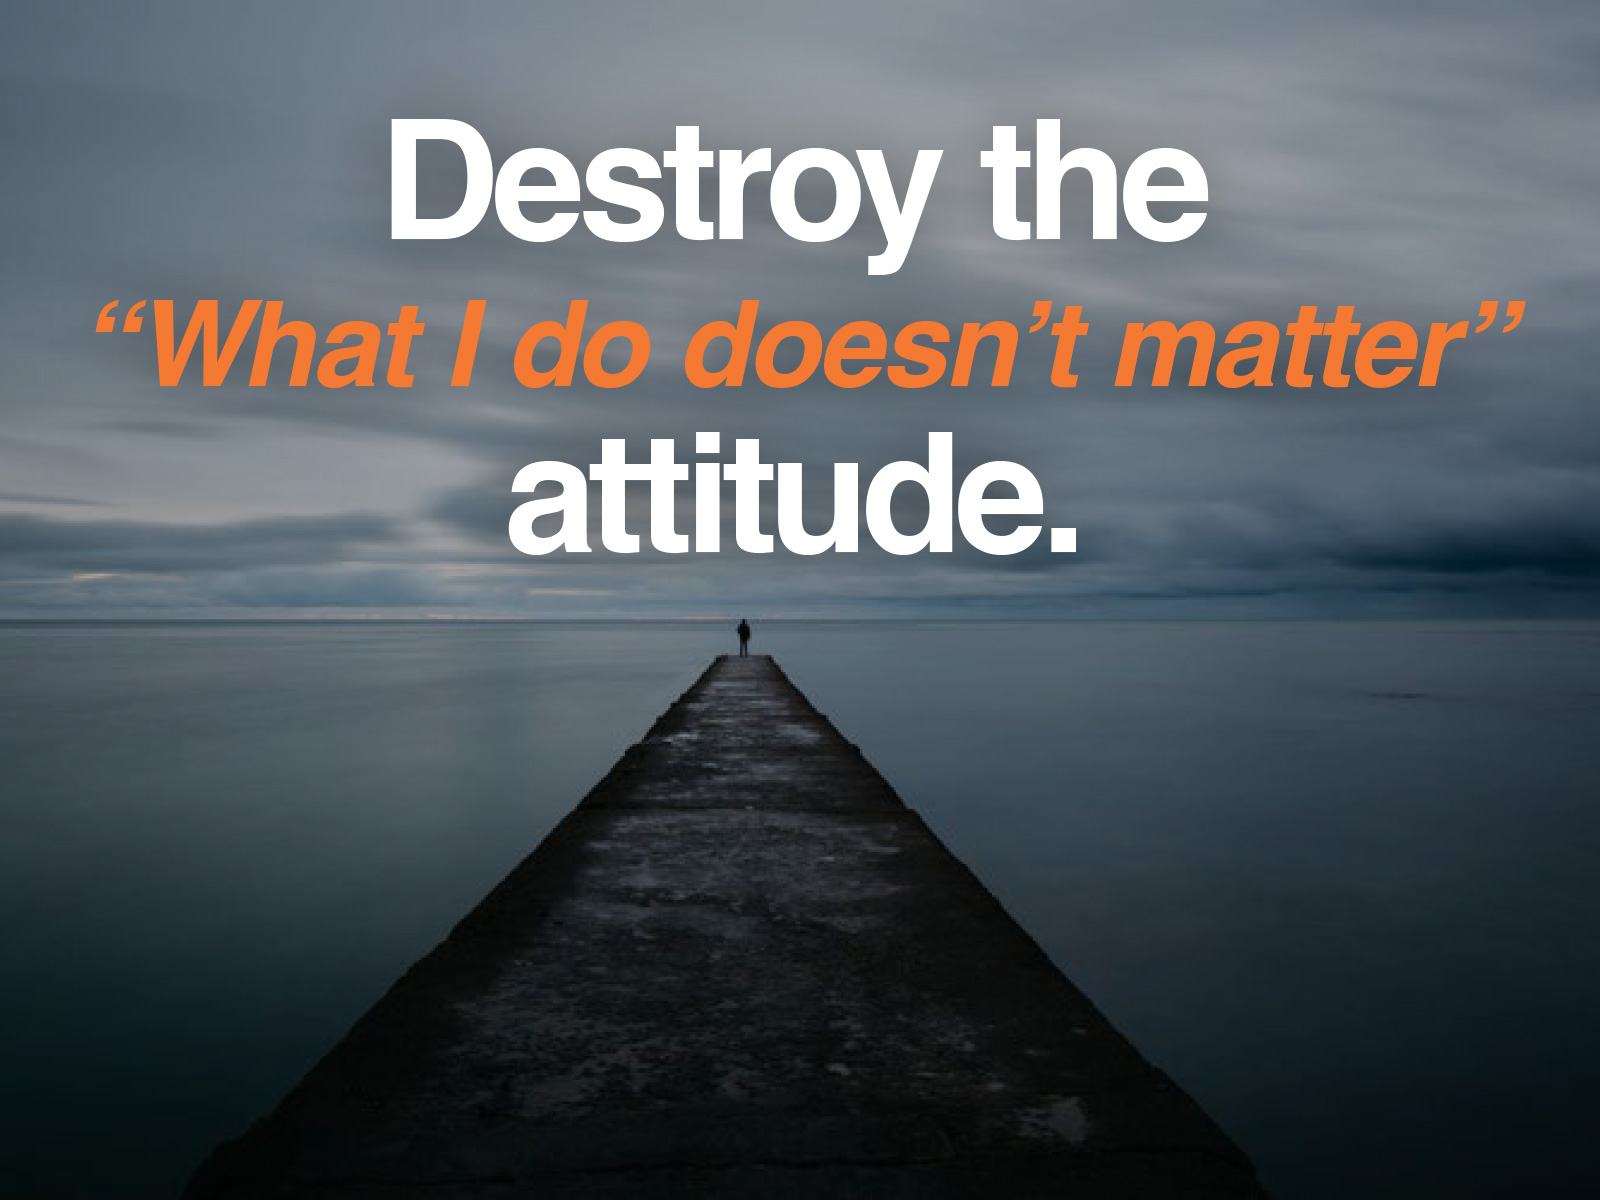 Destroy the
“What I do doesn’t matter”
attitude.